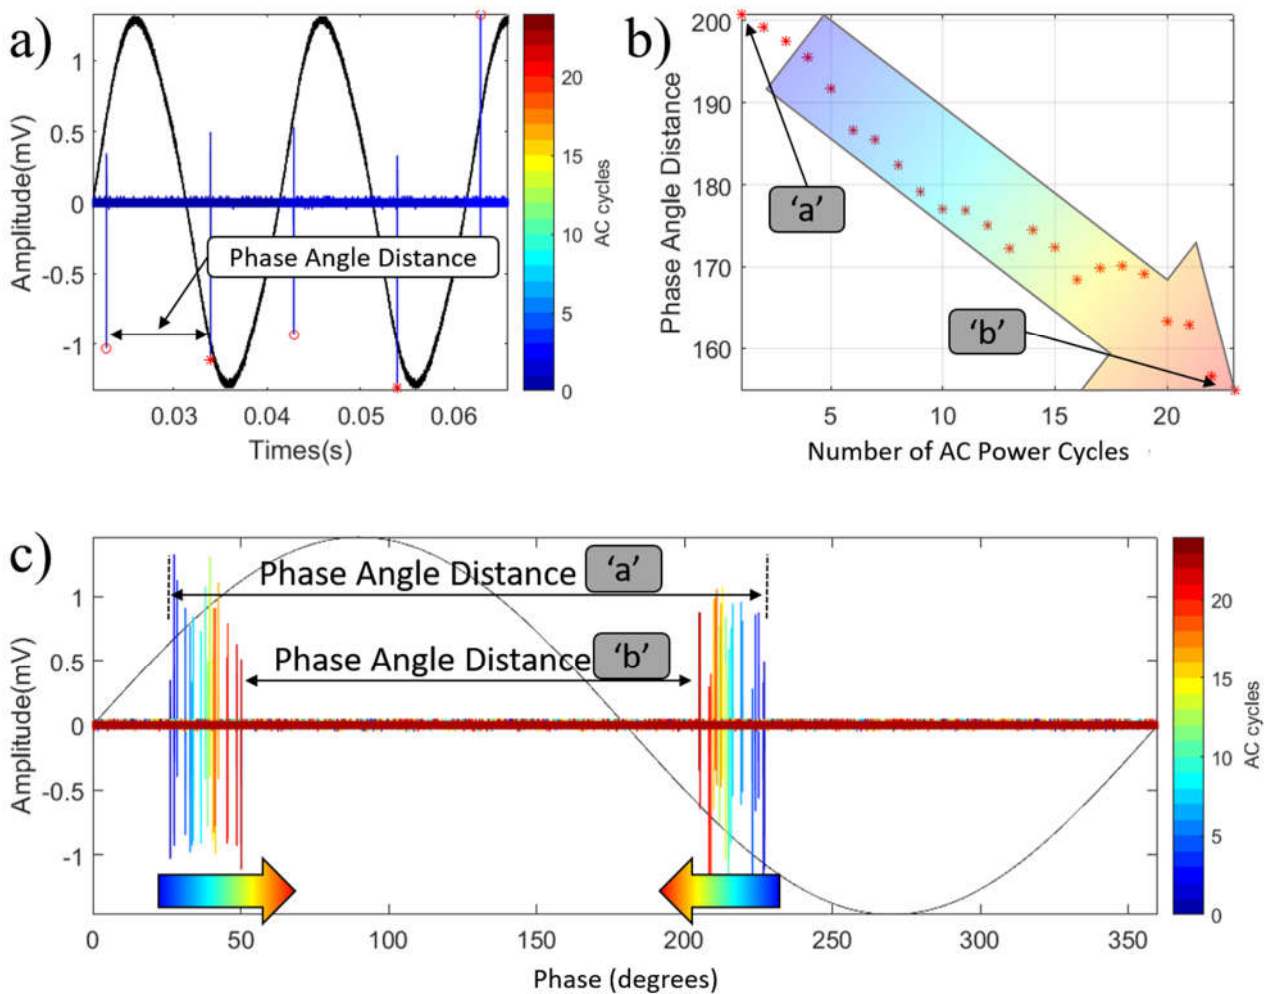 a)
1
0.5
0
-0.5
-1
Amplitude(mV)
Phase Angle Distance
0.03 0.04 0.05 0.06
Times(s)
20
15
10
5
0
AC cycles
b)
200
190
180
170
160
Phase Angle Distance
'a'
'b'
5 10 15 20
Number of AC Power Cycles
c)
Phase Angle Distance 'a'
Phase Angle Distance 'b'
1
0.5
0
-0.5
-1
Amplitude(mV)
0 50 100 150 200 250 300 350
Phase (degrees)
20
15
10
5
0
AC cycles